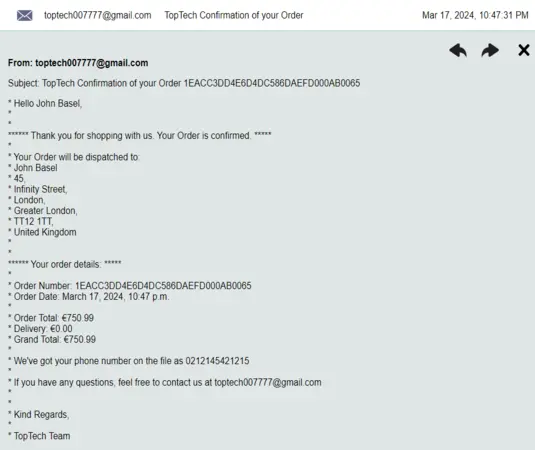 toptech007777@gmail.com TopTech Confirmation of your Order Mar 17, 2024, 10:47:31 PM
From: toptech007777@gmail.com
Subject: TopTech Confirmation of your Order 1EACC3DD4E6D4DC586DAEFD000AB0065
* Hello John Basel,
*
*
****** Thank you for shopping with us. Your Order is confirmed. *****
*
* Your Order will be dispatched to:
* John Basel
* 45,
* Infinity Street,
* London,
* Greater London,
* TT12 1TT,
* United Kingdom
*
*
****** Your order details: *****
*
* Order Number: 1EACC3DD4E6D4DC586DAEFD000AB0065
* Order Date: March 17, 2024, 10:47 p.m.
*
* Order Total: €750.99
* Delivery: €0.00
* Grand Total: €750.99
*
* We've got your phone number on the file as 0212145421215
*
* If you have any questions, feel free to contact us at toptech007777@gmail.com
*
*
* Kind Regards,
*
* TopTech Team